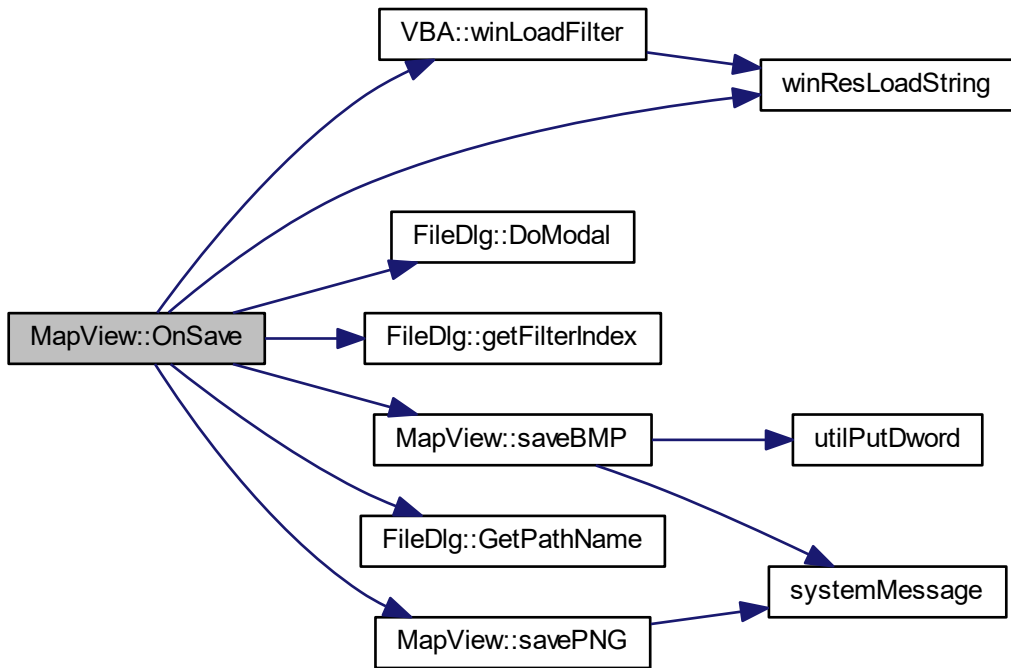 VBA::winLoadFilter
winResLoadString
FileDlg::DoModal
MapView::OnSave
FileDlg::getFilterIndex
MapView::saveBMP
utilPutDword
FileDlg::GetPathName
systemMessage
MapView::savePNG